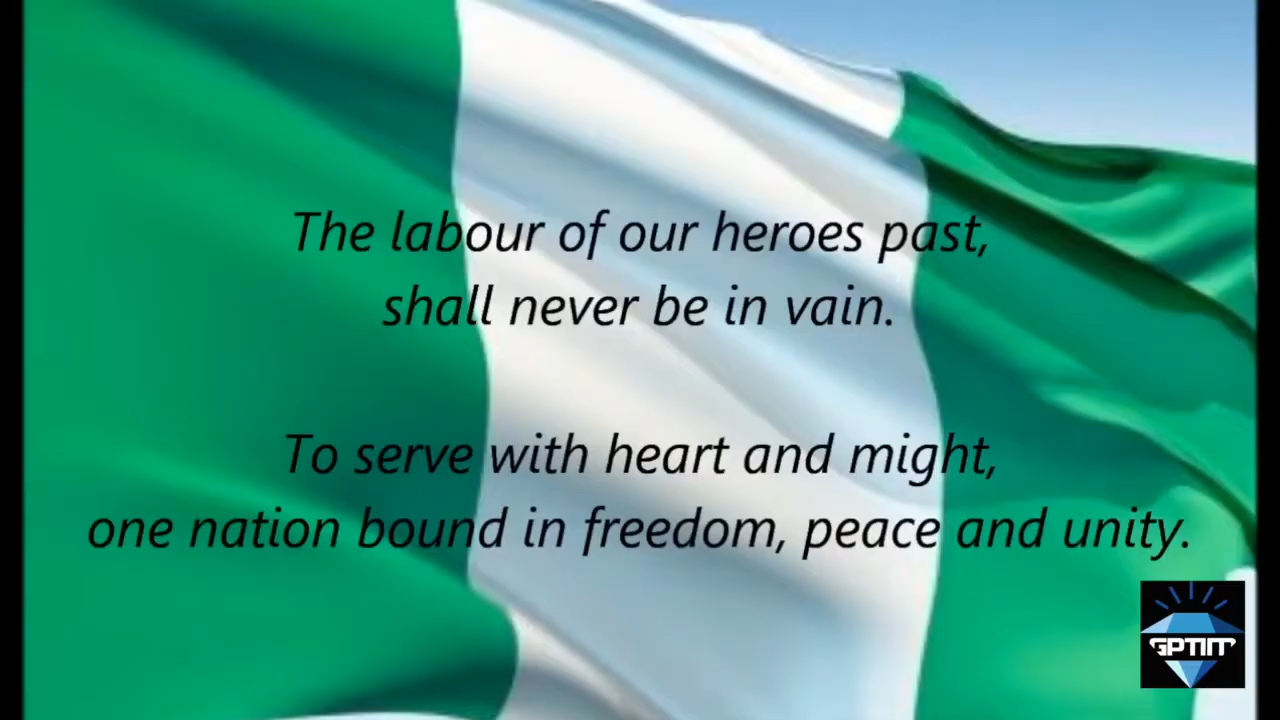 The labour of our heroes past,
shall never be in vain.
To serve with heart and might,
one nation bound in freedom, peace and unity.
GPTIM